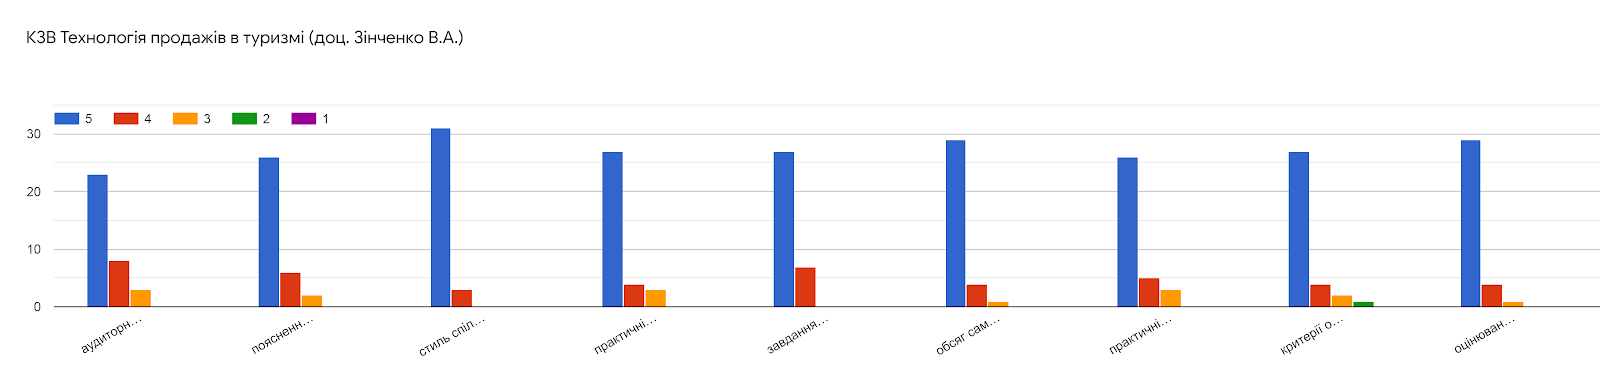 КЗВ Технологія продажів в туризмі (доц. Зінченко В.А.)
5 4 3 2 1
30
20
10
0
аудиторн...
поясненн...
стиль спіл...
практичні...
завдання...
обсяг сам...
практичні...
критерії о...
оцінюван...